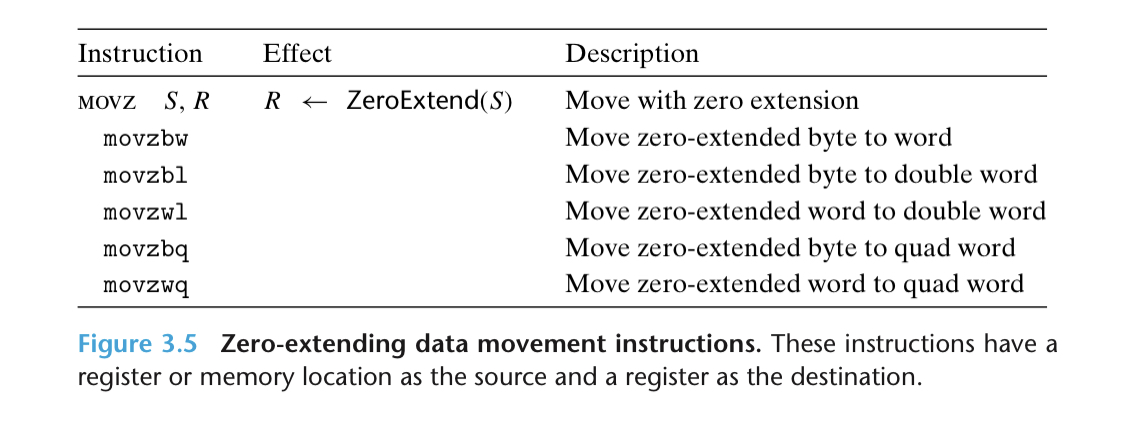 Instruction Effect Description
MOVZ S, R R ← ZeroExtend(S) Move with zero extension
movzbw Move zero-extended byte to word
movzbl Move zero-extended byte to double word
movzwl Move zero-extended word to double word
movzbq Move zero-extended byte to quad word
movzwq Move zero-extended word to quad word
Figure 3.5 Zero-extending data movement instructions. These instructions have a
register or memory location as the source and a register as the destination.